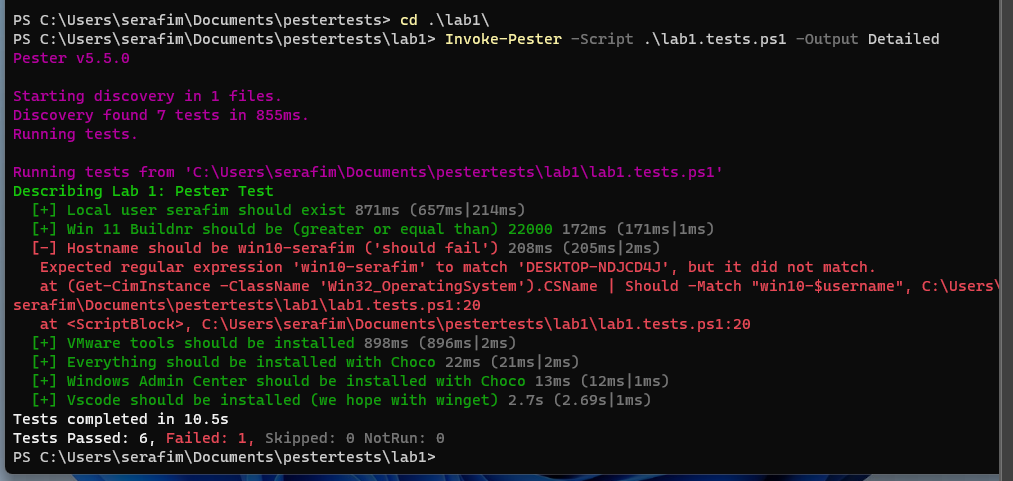 PS C:\Users\serafim\Documents\pestertests> cd .\lab1\
PS C:\Users\serafim\Documents\pestertests\lab1> Invoke-Pester -Script .\lab1.tests.ps1 -Output Detailed
Pester v5.5.0
Starting discovery in 1 files.
Discovery found 7 tests in 855ms.
Running tests.
Running tests from 'C:\Users\serafim\Documents\pestertests\lab1\lab1.tests.ps1'
Describing Lab 1: Pester Test
[+] Local user serafim should exist 871ms (657ms|214ms)
[+] Win 11 Buildnr should be (greater or equal than) 22000 172ms (171ms|1ms)
[-] Hostname should be win10-serafim ('should fail') 208ms (205ms|2ms)
Expected regular expression 'win10-serafim' to match 'DESKTOP-NDJCD4J', but it did not match.
at (Get-CimInstance -ClassName 'Win32_OperatingSystem').CSName | Should -Match "win10-$username", C:\Users\
serafim\Documents\pestertests\lab1\lab1.tests.ps1:20
at <ScriptBlock>, C:\Users\serafim\Documents\pestertests\lab1\lab1.tests.ps1:20
[+] VMware tools should be installed 898ms (896ms|2ms)
[+] Everything should be installed with Choco 22ms (21ms|2ms)
[+] Windows Admin Center should be installed with Choco 13ms (12ms|1ms)
[+] Vscode should be installed (we hope with winget) 2.7s (2.69s|1ms)
Tests completed in 10.5s
Tests Passed: 6, Failed: 1, Skipped: 0 NotRun: 0
PS C:\Users\serafim\Documents\pestertests\lab1>